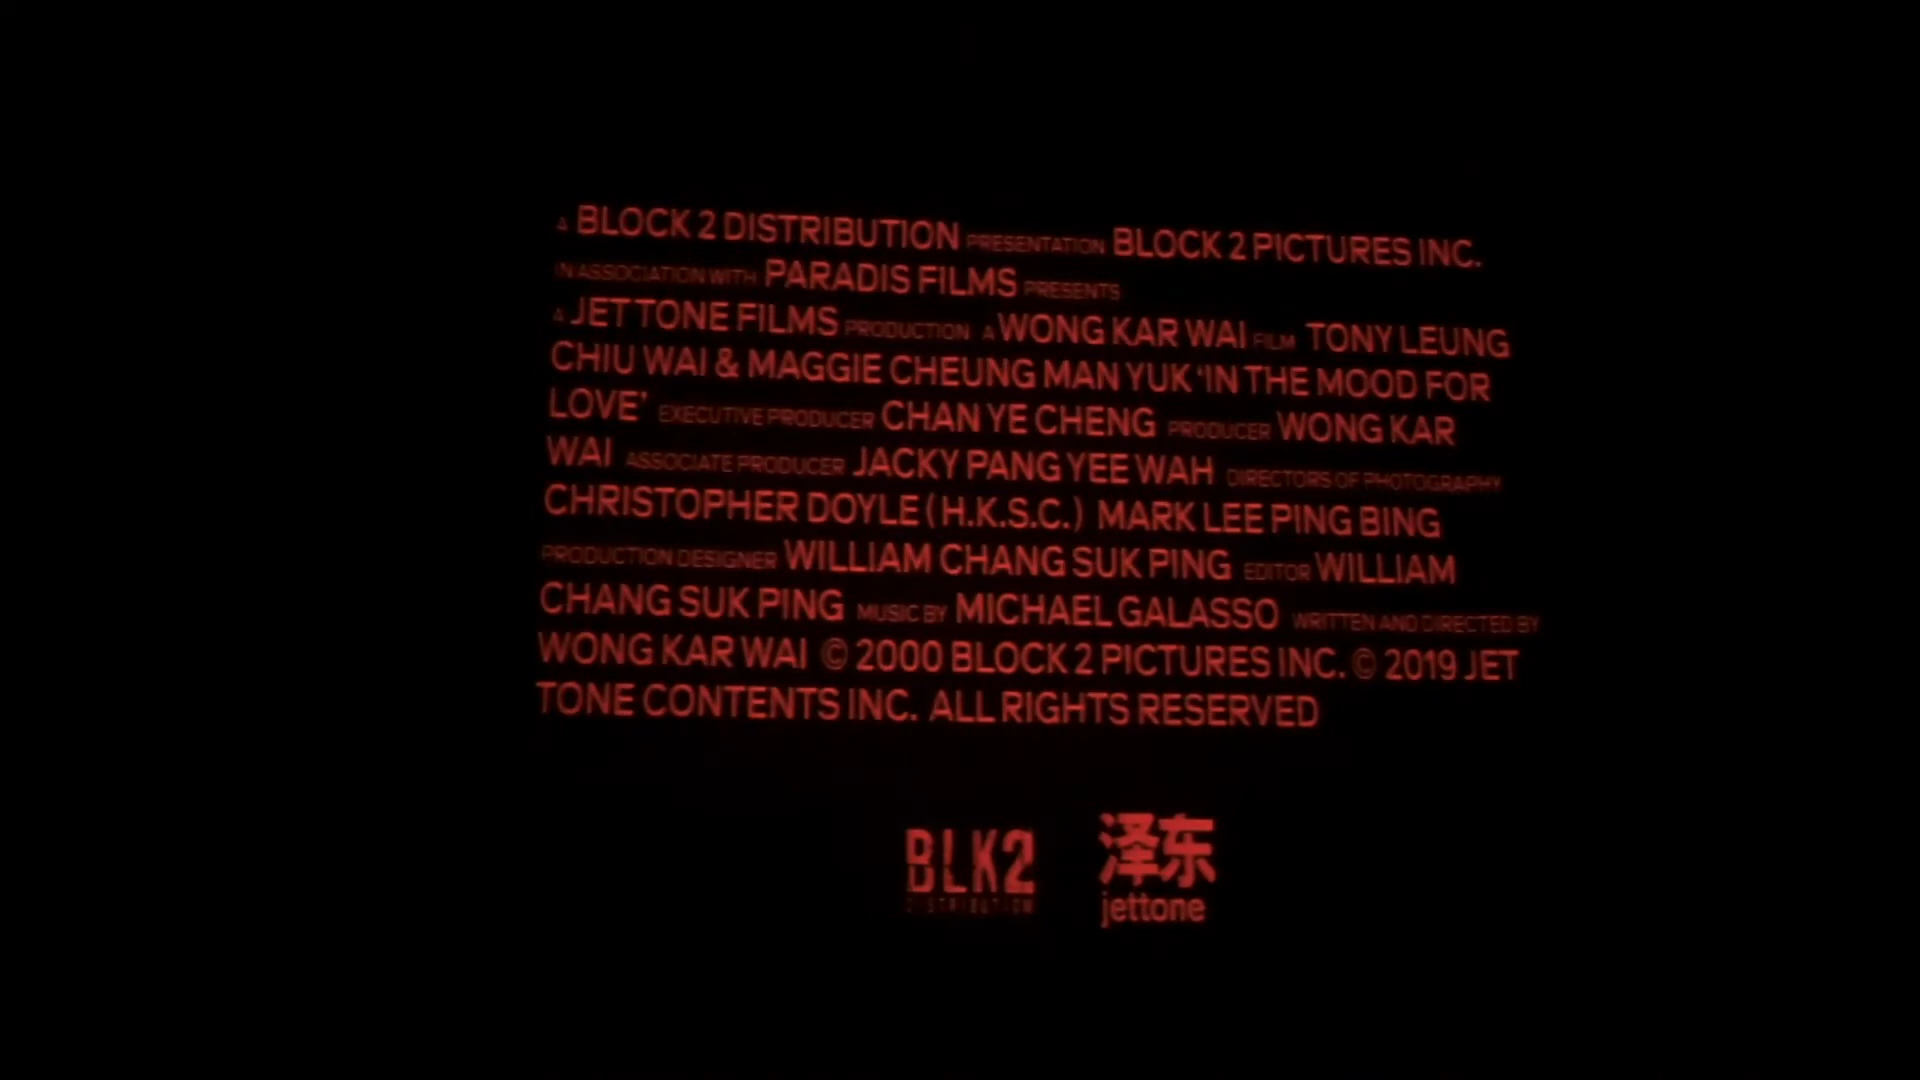 A BLOCK 2 DISTRIBUTION PRESENTATION BLOCK 2 PICTURES INC.
IN ASSOCIATION WITH PARADIS FILMS PRESENTS
A JET TONE FILMS PRODUCTION A WONG KAR WAI FILM TONY LEUNG
CHIU WAI & MAGGIE CHEUNG MAN YUK ‘IN THE MOOD FOR
LOVE’ EXECUTIVE PRODUCER CHAN YE CHENG PRODUCER WONG KAR
WAI ASSOCIATE PRODUCER JACKY PANG YEE WAH DIRECTORS OF PHOTOGRAPHY
CHRISTOPHER DOYLE (H.K.S.C.) MARK LEE PING BING
PRODUCTION DESIGNER WILLIAM CHANG SUK PING EDITOR WILLIAM
CHANG SUK PING MUSIC BY MICHAEL GALASSO WRITTEN AND DIRECTED BY
WONG KAR WAI © 2000 BLOCK 2 PICTURES INC. © 2019 JET
TONE CONTENTS INC. ALL RIGHTS RESERVED
BLK2
DISTRIBUTION
泽东
jettone